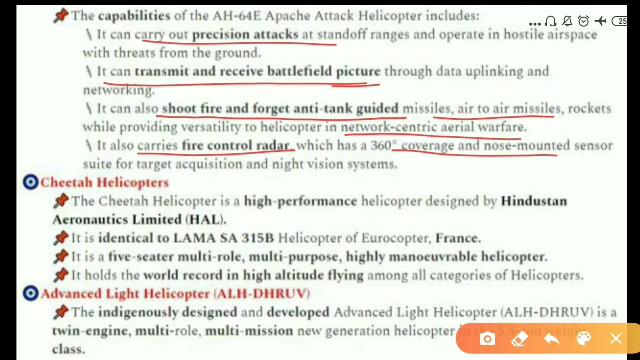 The capabilities of the AH-64E Apache Attack Helicopter includes:
\ It can carry out precision attacks at standoff ranges and operate in hostile airspace
with threats from the ground.
\ It can transmit and receive battlefield picture through data uplinking and
networking.
\ It can also shoot fire and forget anti-tank guided missiles, air to air missiles, rockets
while providing versatility to helicopter in network-centric aerial warfare.
\ It also carries fire control radar which has a 360° coverage and nose-mounted sensor
suite for target acquisition and night vision systems.
Cheetah Helicopters
The Cheetah Helicopter is a high-performance helicopter designed by Hindustan
Aeronautics Limited (HAL).
It is identical to LAMA SA 315B Helicopter of Eurocopter, France.
It is a five-seater multi-role, multi-purpose, highly manoeuvrable helicopter.
It holds the world record in high altitude flying among all categories of Helicopters.
Advanced Light Helicopter (ALH-DHRUV)
The indigenously designed and developed Advanced Light Helicopter (ALH-DHRUV) is a
twin-engine, multi-role, multi-mission new generation helicopter in the 5.5-ton weight
class.
25